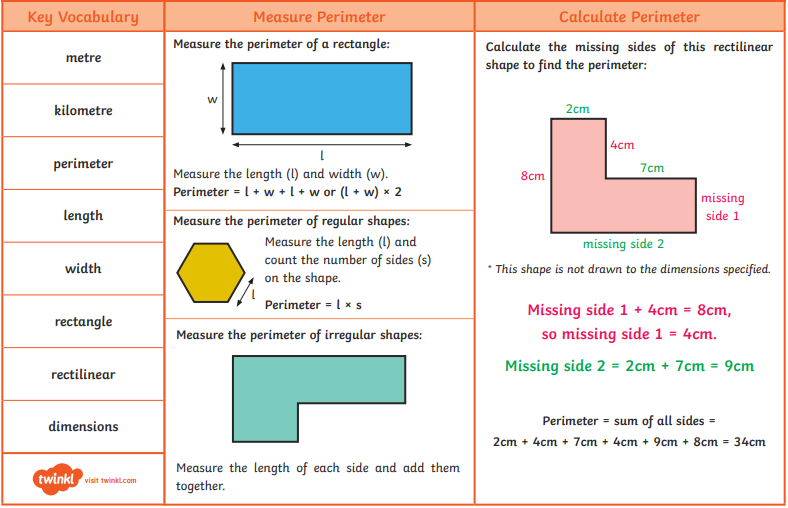 Key Vocabulary
metre
kilometre
perimeter
length
width
rectangle
rectilinear
dimensions
twinkl visit twinkl.com
Measure Perimeter
Measure the perimeter of a rectangle:
w
l
Measure the length (l) and width (w).
Perimeter = l + w + l + w or (l + w) × 2
Measure the perimeter of regular shapes:
Measure the length (l) and
count the number of sides (s)
on the shape.
l
Perimeter = l × s
Measure the perimeter of irregular shapes:
Measure the length of each side and add them
together.
Calculate Perimeter
Calculate the missing sides of this rectilinear
shape to find the perimeter:
2cm
4cm
7cm
8cm
missing
side 1
missing side 2
* This shape is not drawn to the dimensions specified.
Missing side 1 + 4cm = 8cm,
so missing side 1 = 4cm.
Missing side 2 = 2cm + 7cm = 9cm
Perimeter = sum of all sides =
2cm + 4cm + 7cm + 4cm + 9cm + 8cm = 34cm